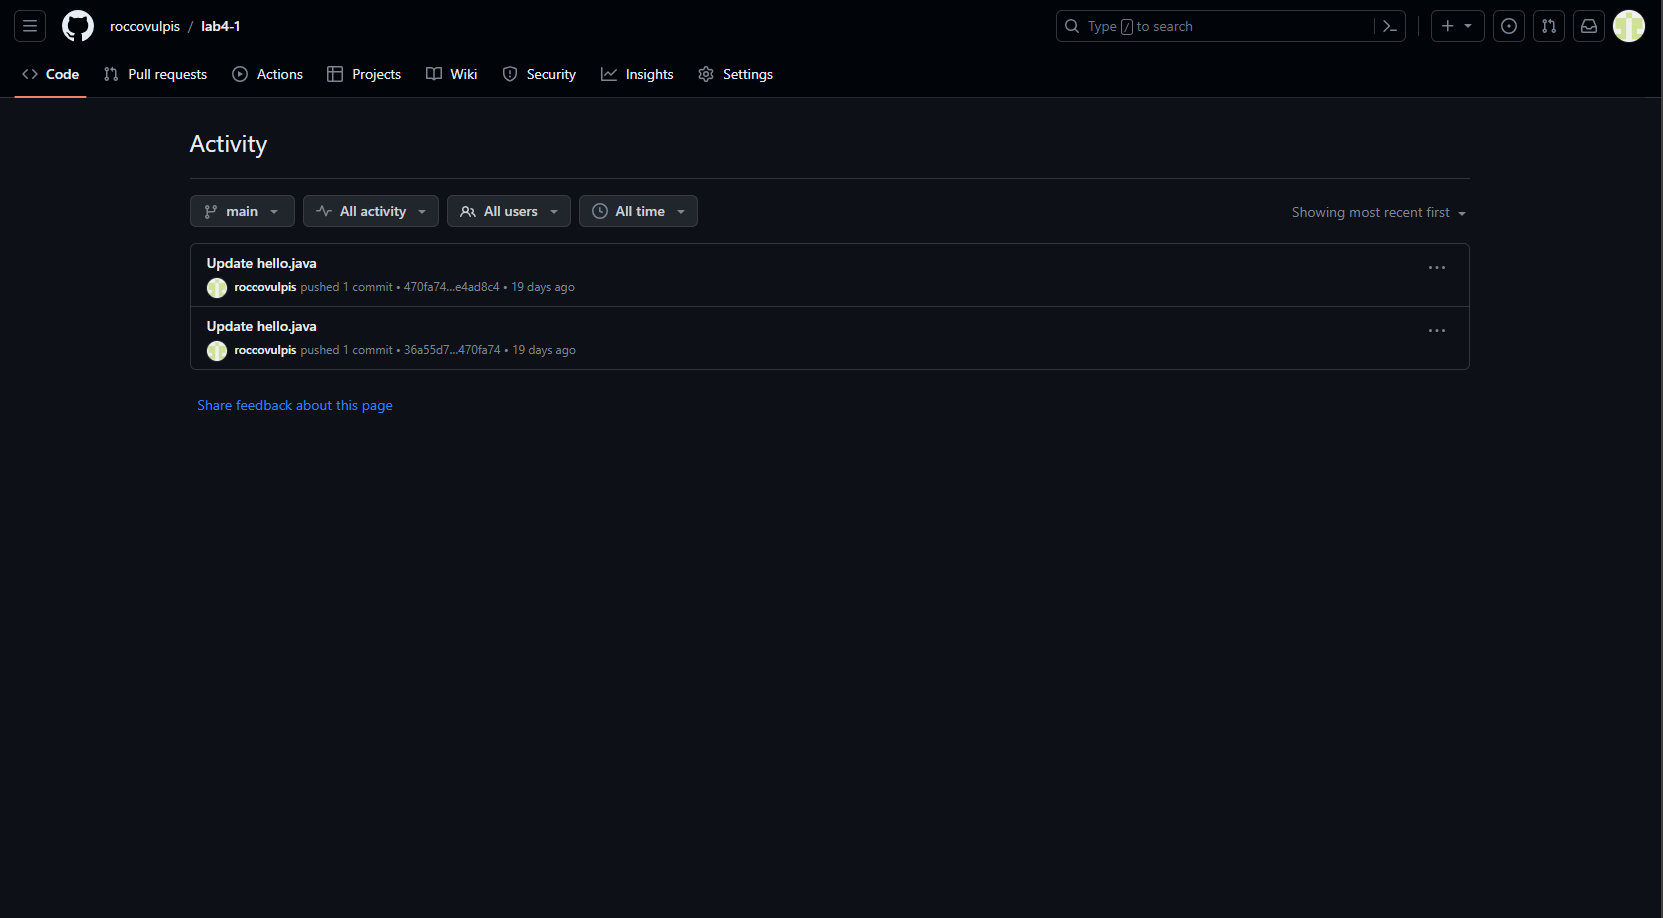 roccovulpis / lab4-1
Type / to search
Code Pull requests Actions Projects Wiki Security Insights Settings
Activity
main All activity All users All time
Showing most recent first
Update hello.java
roccovulpis pushed 1 commit • 470fa74...e4ad8c4 • 19 days ago
Update hello.java
roccovulpis pushed 1 commit • 36a55d7...470fa74 • 19 days ago
Share feedback about this page